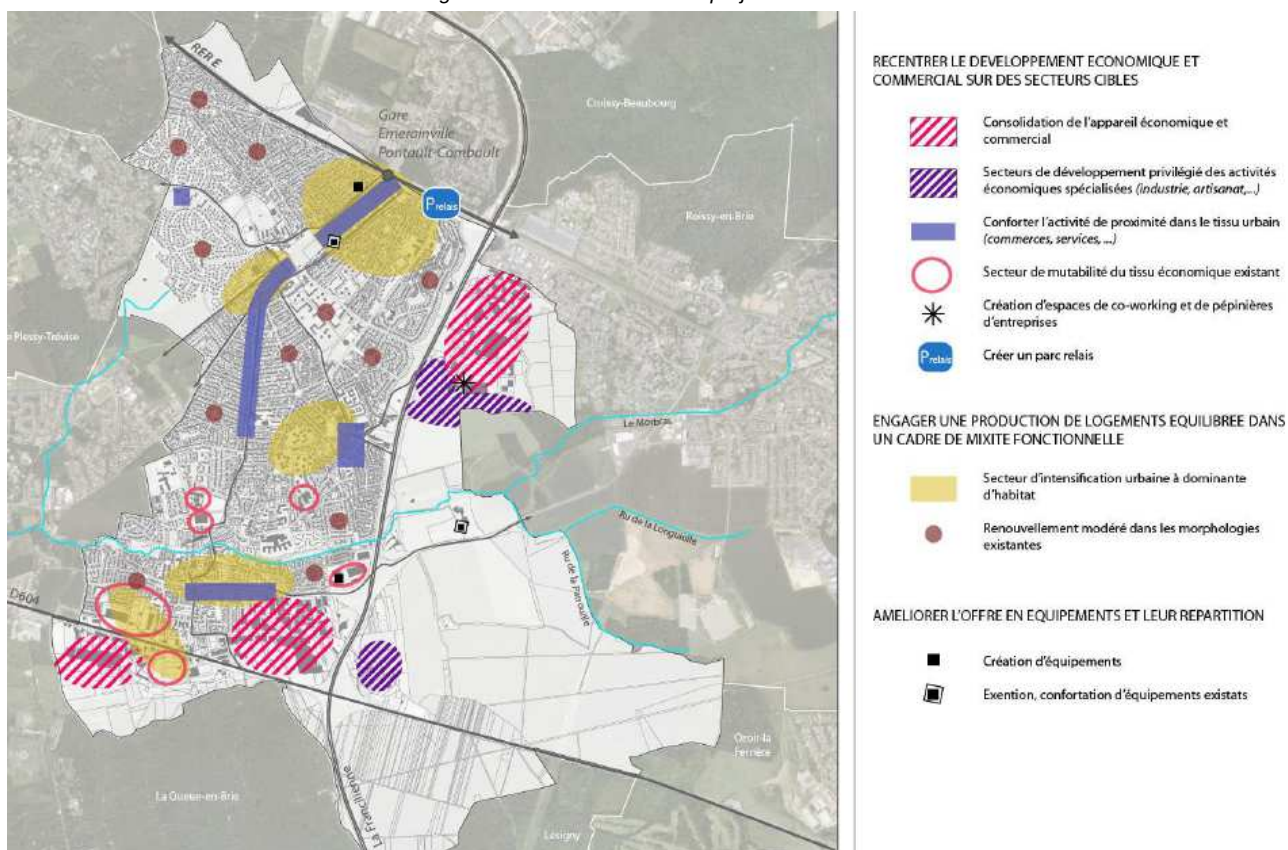 RER E
Gare
Emerainville
Pontault-Combault
Croissy-Beaubourg
Roissy-en-Brie
Prelais
Plessy-Trévise
Le Morbras
Ru de la Longuiolle
Ru de la Patrouille
D604
La Francilienne
La Queue-en-Brie
Ozoir-la
Ferrière
Lésigny
RECENTRER LE DEVELOPPEMENT ECONOMIQUE ET
COMMERCIAL SUR DES SECTEURS CIBLES
Consolidation de l'appareil économique et
commercial
Secteurs de développement privilégié des activités
économiques spécialisées (industrie, artisanat,...)
Conforter l'activité de proximité dans le tissu urbain
(commerces, services, ...)
Secteur de mutabilité du tissu économique existant
Création d'espaces de co-working et de pépinières
d'entreprises
Prelais
Créer un parc relais
ENGAGER UNE PRODUCTION DE LOGEMENTS EQUILIBREE DANS
UN CADRE DE MIXITE FONCTIONNELLE
Secteur d'intensification urbaine à dominante
d'habitat
Renouvellement modéré dans les morphologies
existantes
AMELIORER L'OFFRE EN EQUIPEMENTS ET LEUR REPARTITION
Création d'équipements
Exention, confortation d'équipements existats